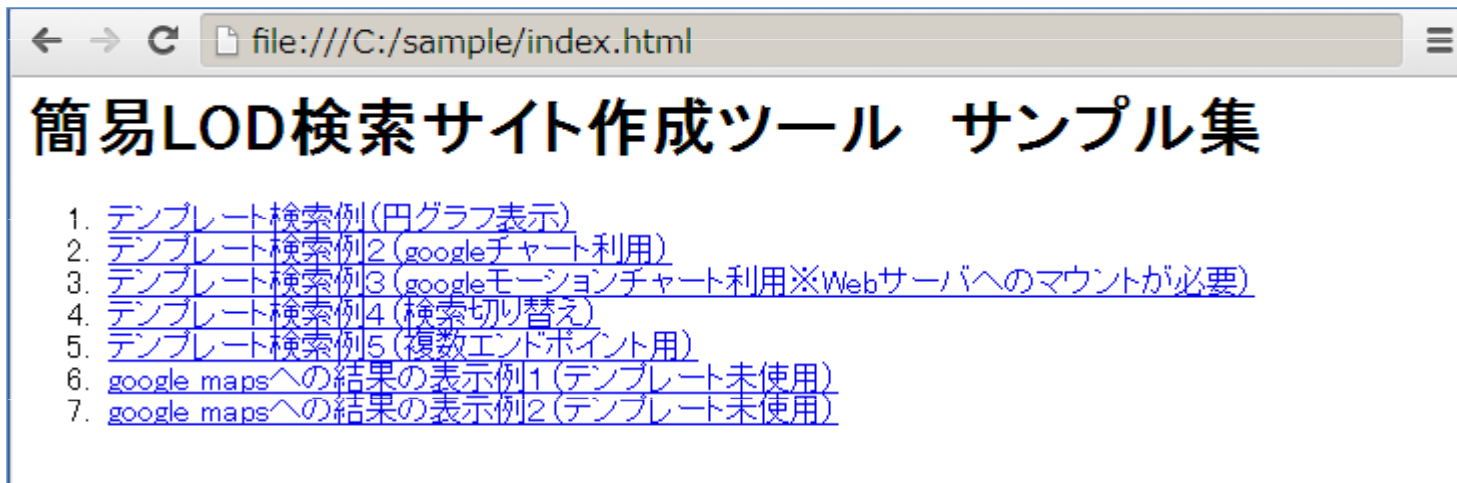 file:///C:/sample/index.html
簡易LOD検索サイト作成ツール　サンプル集
1. テンプレート検索例(円グラフ表示)
2. テンプレート検索例2(googleチャート利用)
3. テンプレート検索例3(googleモーションチャート利用※Webサーバへのマウントが必要)
4. テンプレート検索例4(検索切り替え)
5. テンプレート検索例5(複数エンドポイント用)
6. google mapsへの結果の表示例1(テンプレート未使用)
7. google mapsへの結果の表示例2(テンプレート未使用)